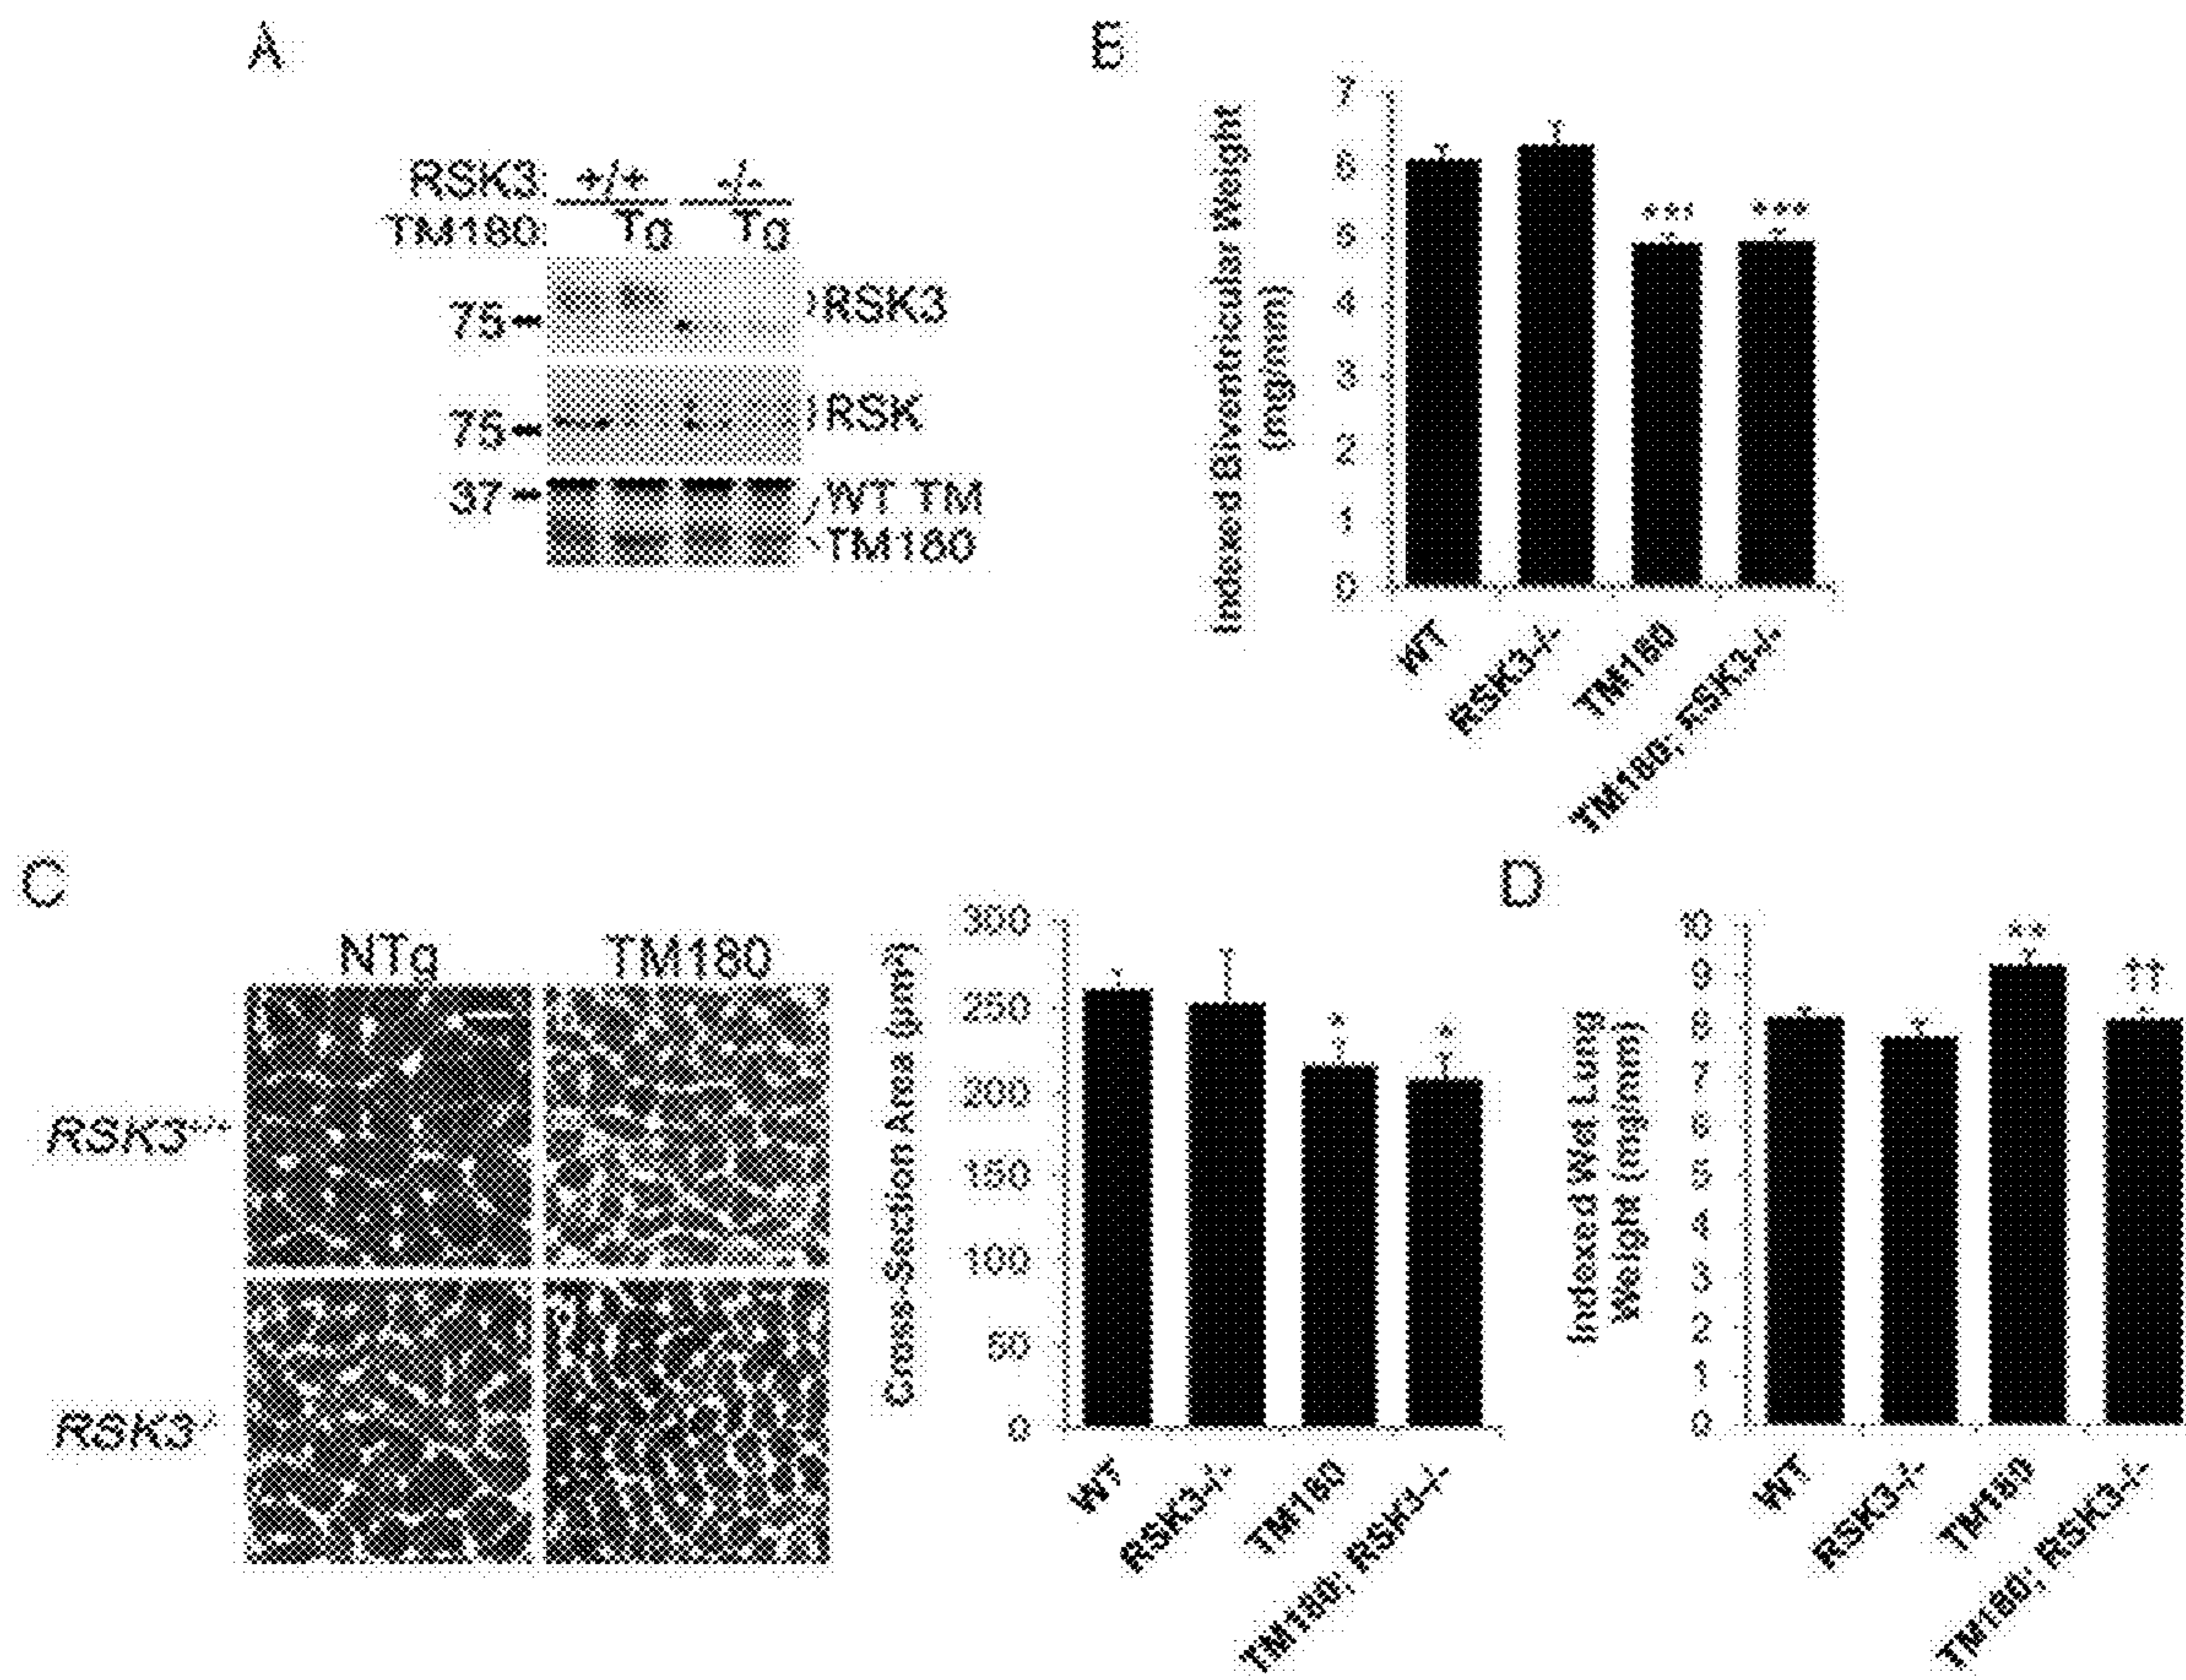 A
RSK3: +/+ -/-
TM180: Tg Tg
75 RSK3
75 RSK
37 WT TM
TM180
B
Indexed Biventricular Weight
(mg/mm)
7
6
5
4
3
2
1
0
*** ***
WT
RSK3-/-
TM180
TM180; RSK3-/-
C
NTg TM180
RSK3+/+
RSK3-/-
Cross-Section Area (µm²)
300
250
200
150
100
50
0
* *
WT
RSK3-/-
TM180
TM180; RSK3-/-
D
Indexed Wet Lung
Weight (mg/mm)
10
9
8
7
6
5
4
3
2
1
0
**
††
WT
RSK3-/-
TM180
TM180; RSK3-/-